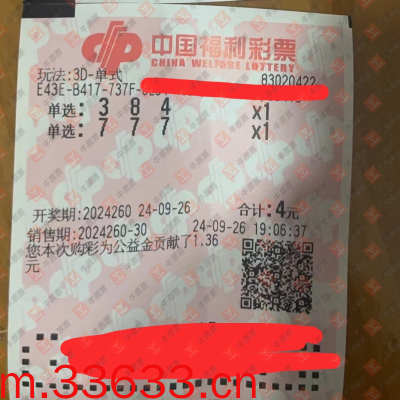 中国福利彩票
CHINA WELFARE LOTTERY
玩法:3D-单式
83020422
E43E-B417-737F-
单选: 3 8 4 x1
单选: 7 7 7 x1
开奖期:2024260 24-09-26 合计:4元
销售期:2024260-30 24-09-26 19:06:37
您本次购彩为公益金贡献了1.36
元
m.33633.cn